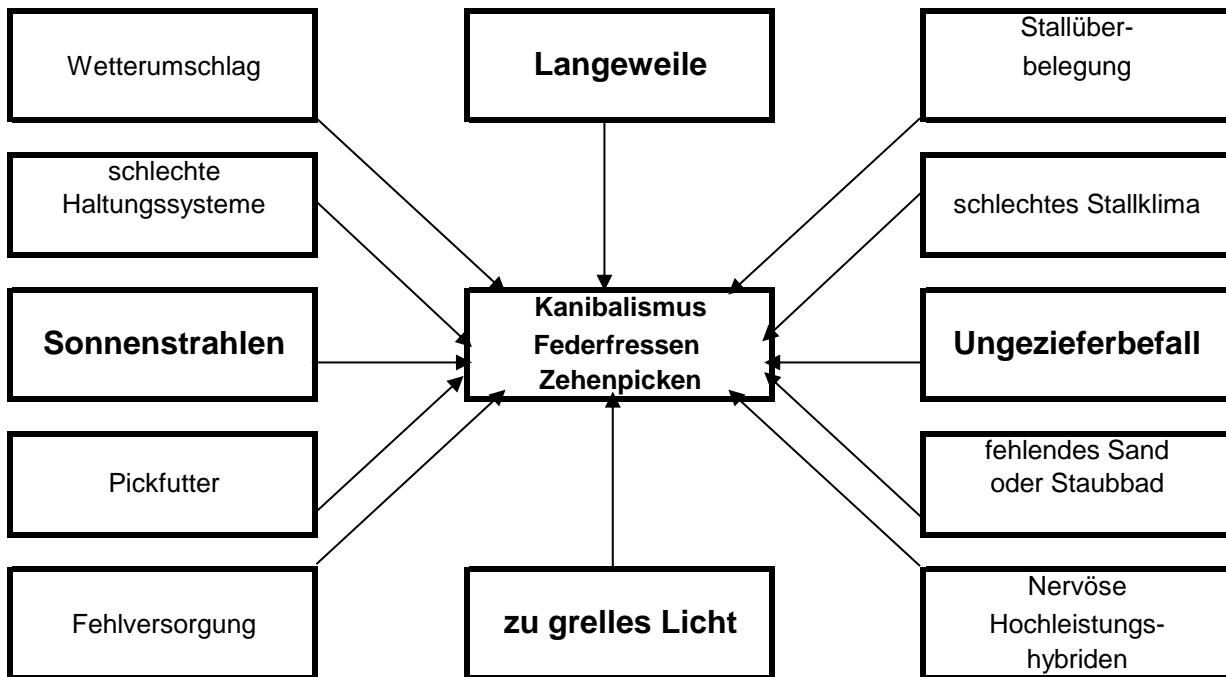 Wetterumschlag
Langeweile
Stallüber-
belegung
schlechte
Haltungssysteme
schlechtes Stallklima
Sonnenstrahlen
Kanibalismus
Federfressen
Zehenpicken
Ungezieferbefall
Pickfutter
fehlendes Sand
oder Staubbad
Fehlversorgung
zu grelles Licht
Nervöse
Hochleistungs-
hybriden